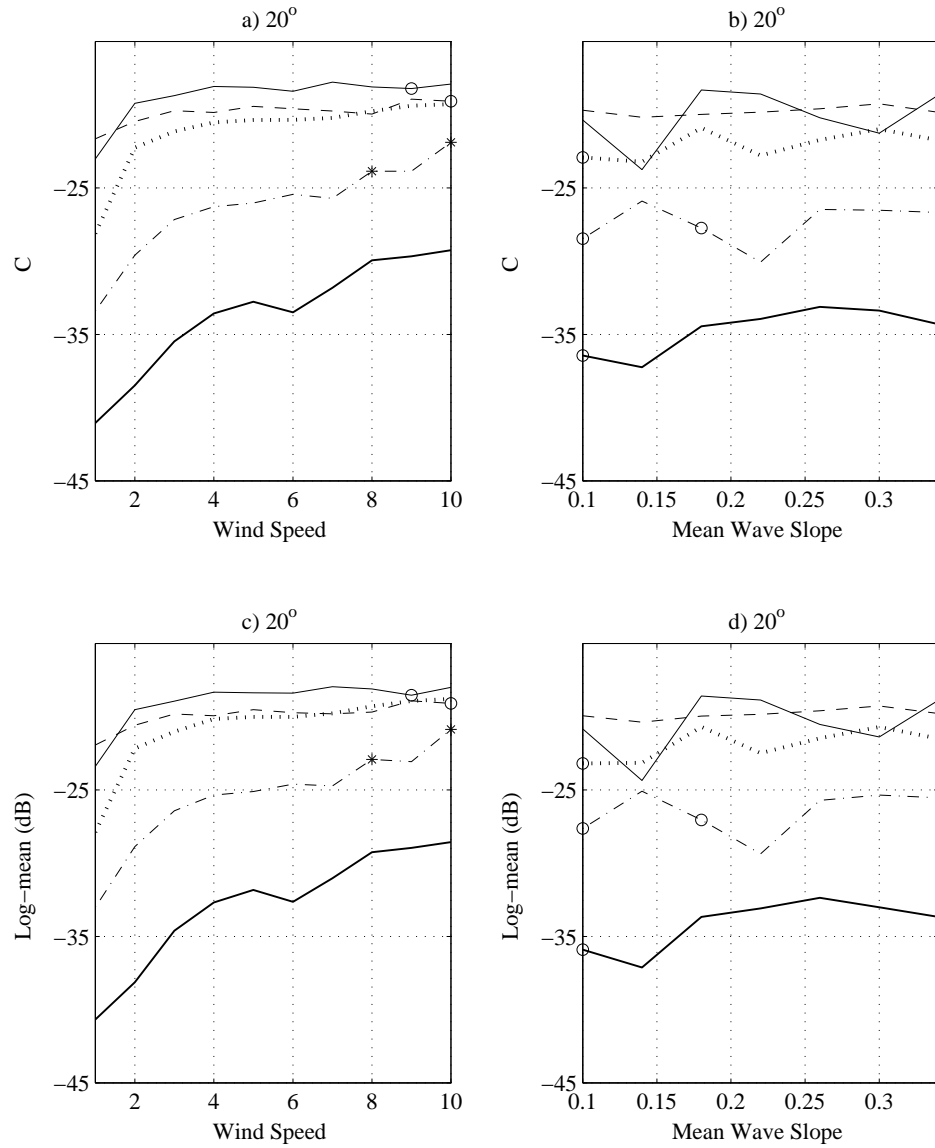 a) 20°
b) 20°
−25
−35
−45
C
2 4 6 8 10
Wind Speed
−25
−35
−45
C
0.1 0.15 0.2 0.25 0.3
Mean Wave Slope
c) 20°
d) 20°
−25
−35
−45
Log−mean (dB)
2 4 6 8 10
Wind Speed
−25
−35
−45
Log−mean (dB)
0.1 0.15 0.2 0.25 0.3
Mean Wave Slope